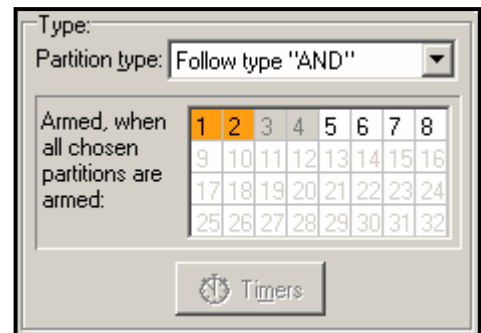 Type:
Partition type: Follow type "AND"
Armed, when
all chosen
partitions are
armed:
1 2 3 4 5 6 7 8
9 10 11 12 13 14 15 16
17 18 19 20 21 22 23 24
25 26 27 28 29 30 31 32
Timers